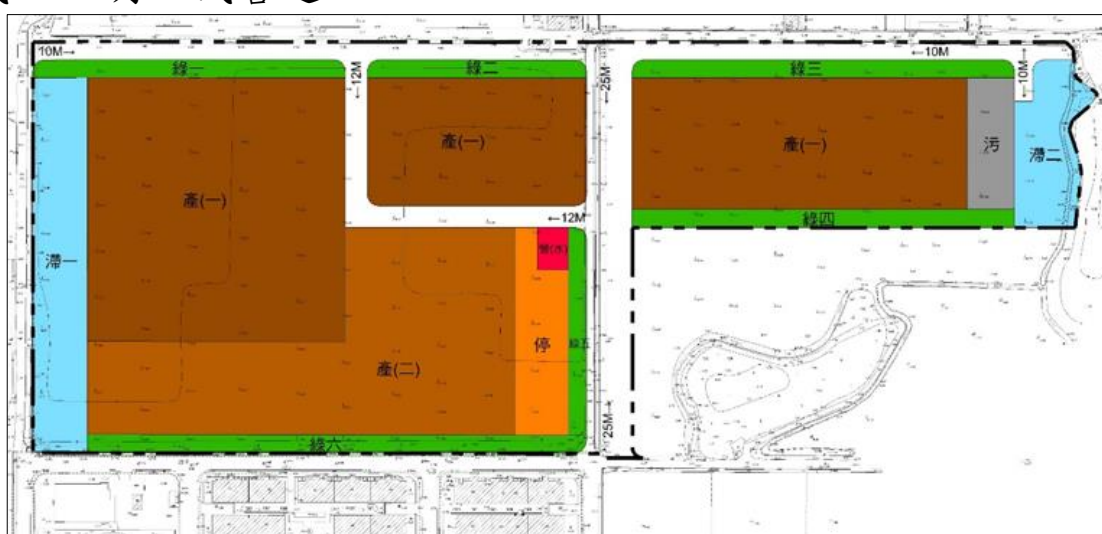 10M→
綠一
←12M
綠二
←25M
綠三
←10M
←10M
產(一)
產(一)
產(一)
污
滯二
滯一
←12M
綠四
停
綠五
產(二)
25M→
綠六